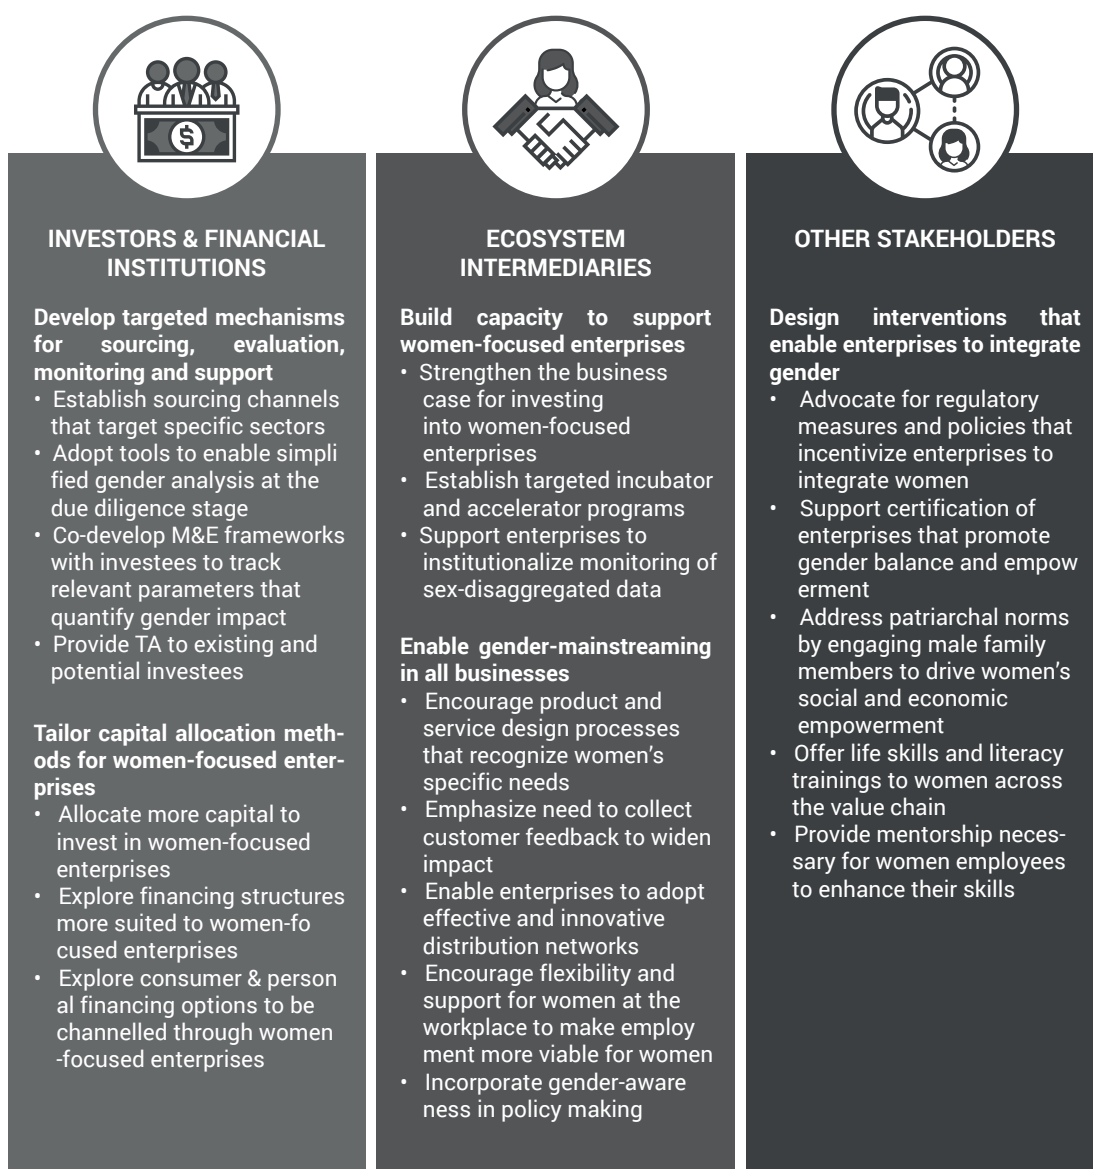 INVESTORS & FINANCIAL
INSTITUTIONS
Develop targeted mechanisms
for sourcing, evaluation,
monitoring and support
• Establish sourcing channels
that target specific sectors
• Adopt tools to enable simpli
fied gender analysis at the
due diligence stage
• Co-develop M&E frameworks
with investees to track
relevant parameters that
quantify gender impact
• Provide TA to existing and
potential investees
Tailor capital allocation meth-
ods for women-focused enter-
prises
• Allocate more capital to
invest in women-focused
enterprises
• Explore financing structures
more suited to women-fo
cused enterprises
• Explore consumer & person
al financing options to be
channelled through women
-focused enterprises
ECOSYSTEM
INTERMEDIARIES
Build capacity to support
women-focused enterprises
• Strengthen the business
case for investing
into women-focused
enterprises
• Establish targeted incubator
and accelerator programs
• Support enterprises to
institutionalize monitoring of
sex-disaggregated data
Enable gender-mainstreaming
in all businesses
• Encourage product and
service design processes
that recognize women's
specific needs
• Emphasize need to collect
customer feedback to widen
impact
• Enable enterprises to adopt
effective and innovative
distribution networks
• Encourage flexibility and
support for women at the
workplace to make employ
ment more viable for women
• Incorporate gender-aware
ness in policy making
OTHER STAKEHOLDERS
Design interventions that
enable enterprises to integrate
gender
• Advocate for regulatory
measures and policies that
incentivize enterprises to
integrate women
• Support certification of
enterprises that promote
gender balance and empow
erment
• Address patriarchal norms
by engaging male family
members to drive women's
social and economic
empowerment
• Offer life skills and literacy
trainings to women across
the value chain
• Provide mentorship neces-
sary for women employees
to enhance their skills